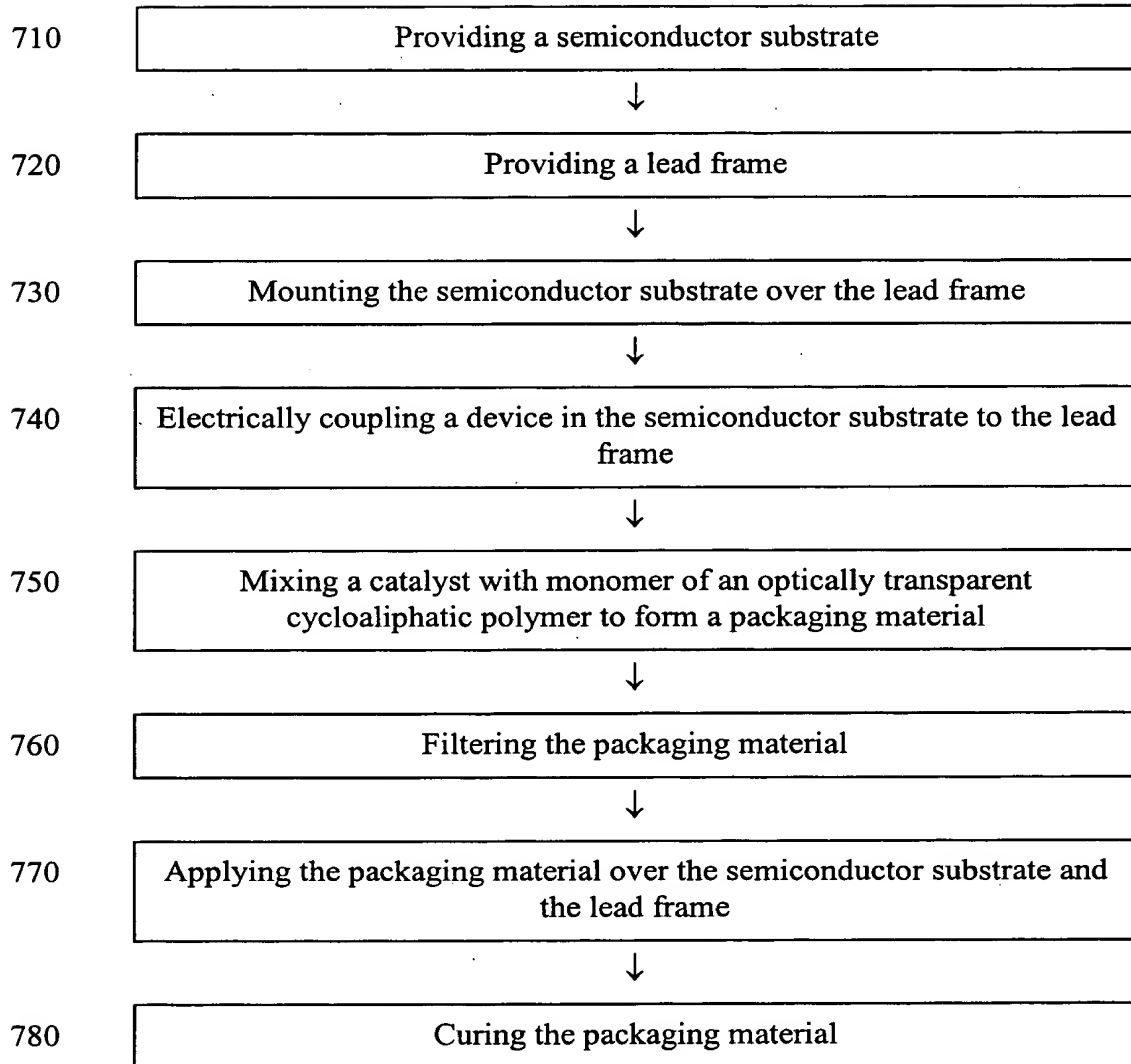 710 Providing a semiconductor substrate
↓
720 Providing a lead frame
↓
730 Mounting the semiconductor substrate over the lead frame
↓
740 Electrically coupling a device in the semiconductor substrate to the lead
frame
↓
750 Mixing a catalyst with monomer of an optically transparent
cycloaliphatic polymer to form a packaging material
↓
760 Filtering the packaging material
↓
770 Applying the packaging material over the semiconductor substrate and
the lead frame
↓
780 Curing the packaging material